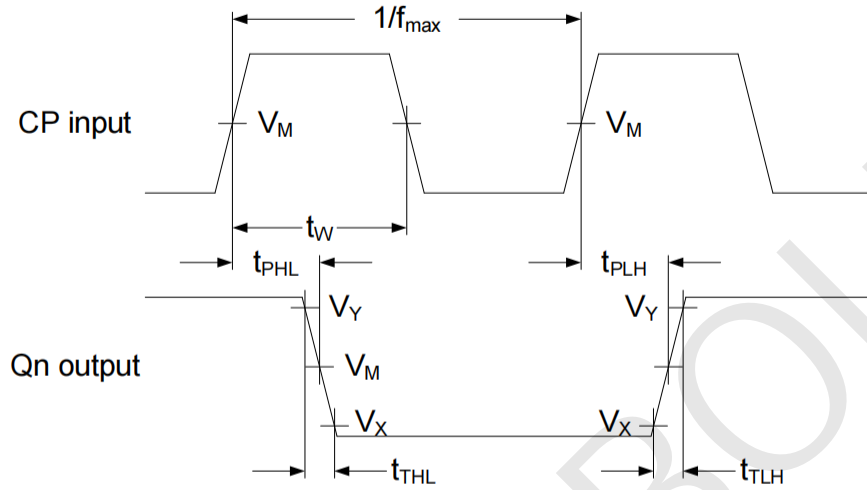 1/fmax
CP input
VM
VM
tW
tPHL
tPLH
VY
VY
Qn output
VM
VX
VX
tTHL
tTLH